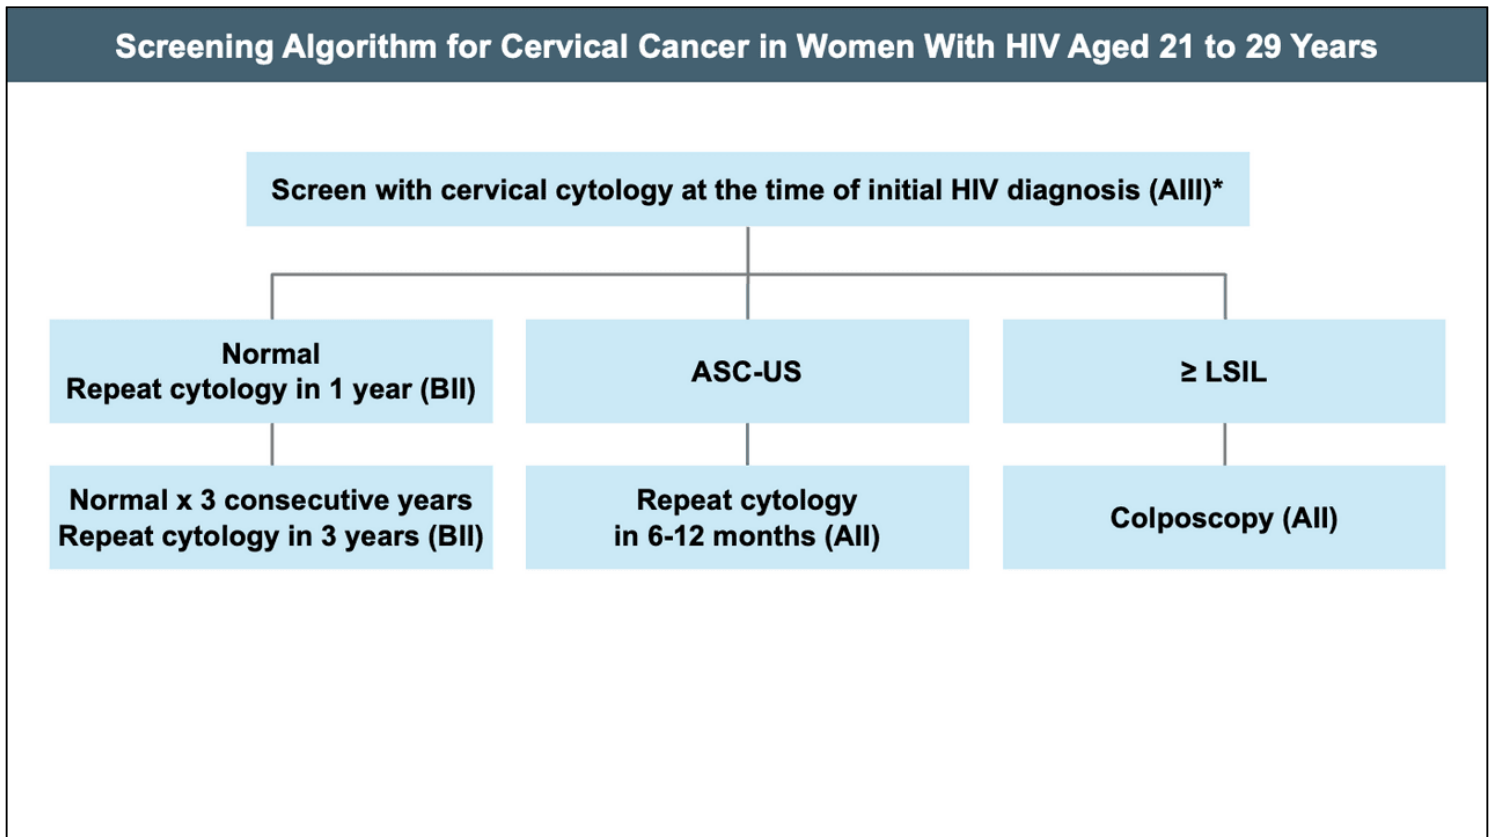 Screening Algorithm for Cervical Cancer in Women With HIV Aged 21 to 29 Years
Screen with cervical cytology at the time of initial HIV diagnosis (AIII)*
Normal
Repeat cytology in 1 year (BII)
ASC-US
≥ LSIL
Normal x 3 consecutive years
Repeat cytology in 3 years (BII)
Repeat cytology
in 6-12 months (AII)
Colposcopy (AII)